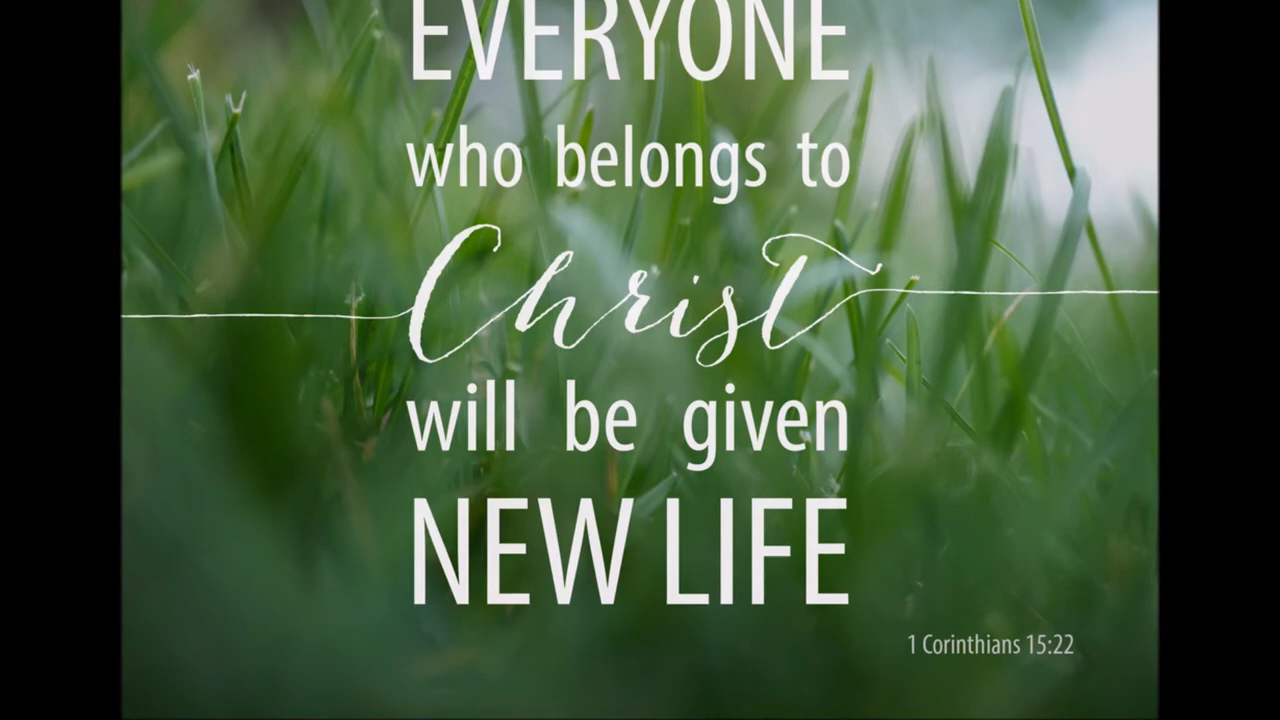 EVERYONE
who belongs to
Christ
will be given
NEW LIFE
1 Corinthians 15:22